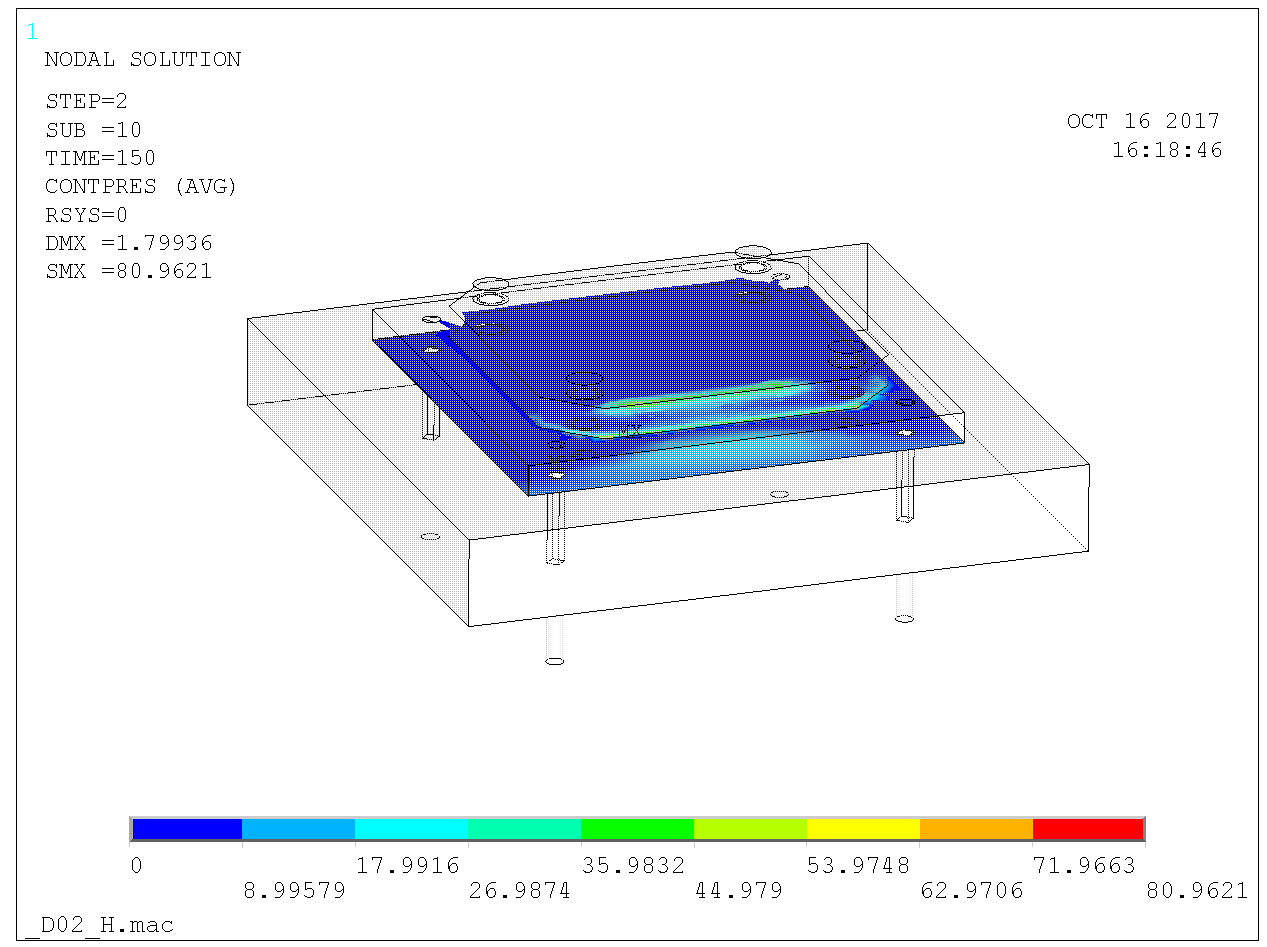 1
NODAL SOLUTION
STEP=2
SUB =10
TIME=150
CONTPRES (AVG)
RSYS=0
DMX =1.79936
SMX =80.9621
OCT 16 2017
16:18:46
MX
0
8.99579
17.9916
26.9874
35.9832
44.979
53.9748
62.9706
71.9663
80.9621
_D02_H.mac